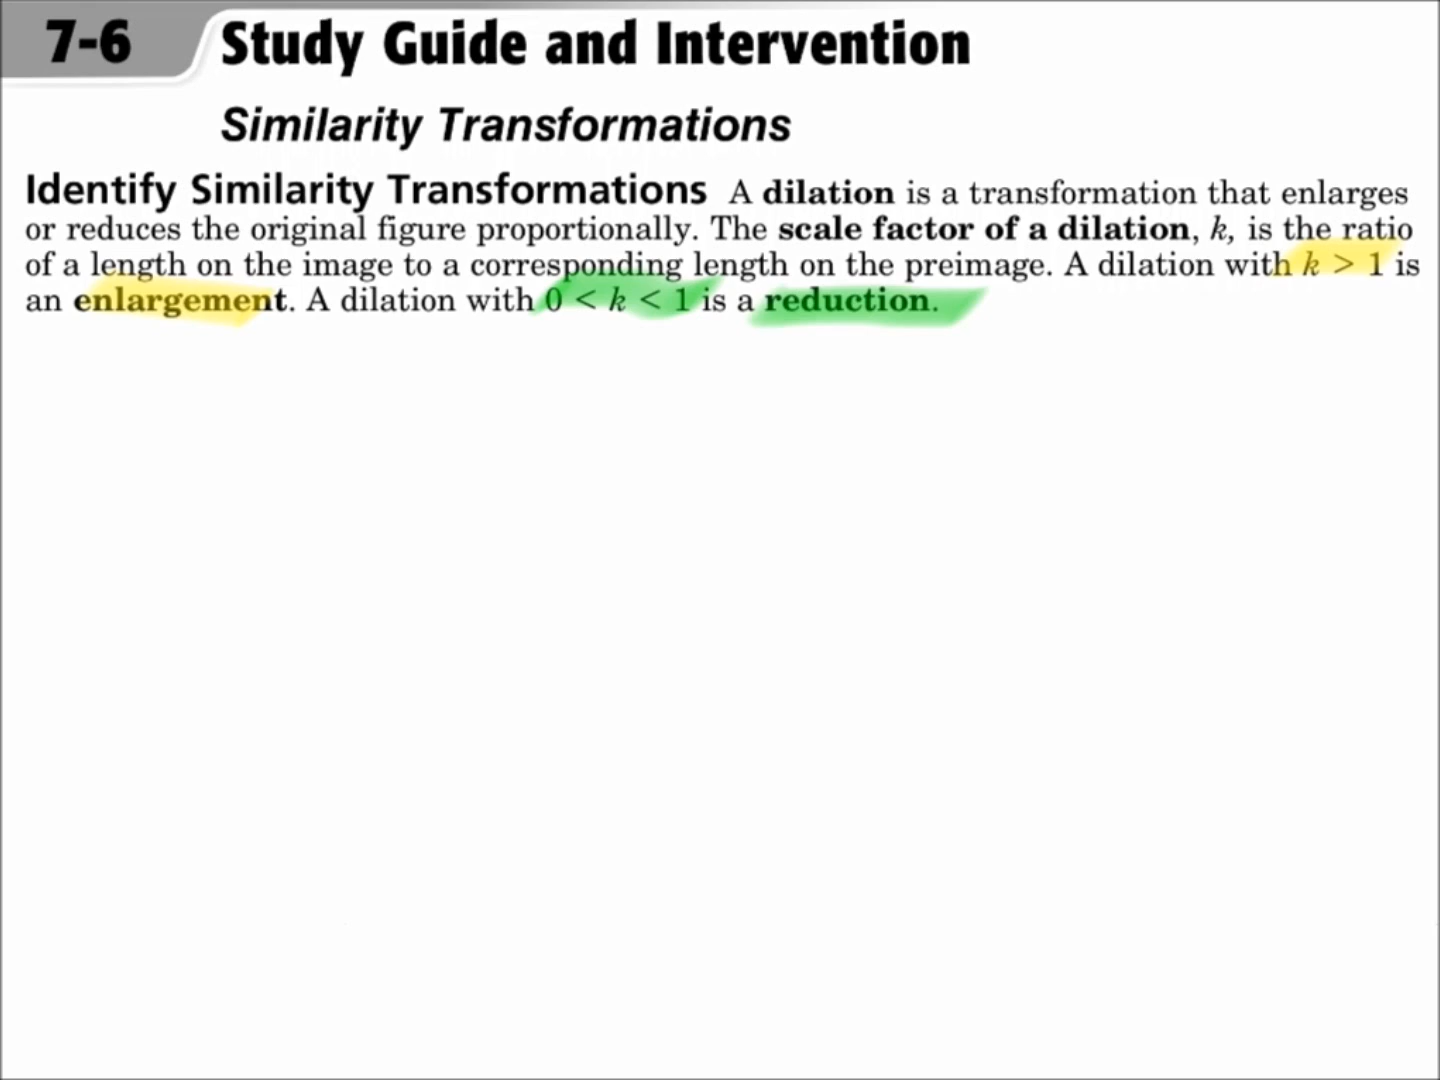 7-6 Study Guide and Intervention
Similarity Transformations
Identify Similarity Transformations A dilation is a transformation that enlarges
or reduces the original figure proportionally. The scale factor of a dilation, k, is the ratio
of a length on the image to a corresponding length on the preimage. A dilation with k > 1 is
an enlargement. A dilation with 0 < k < 1 is a reduction.